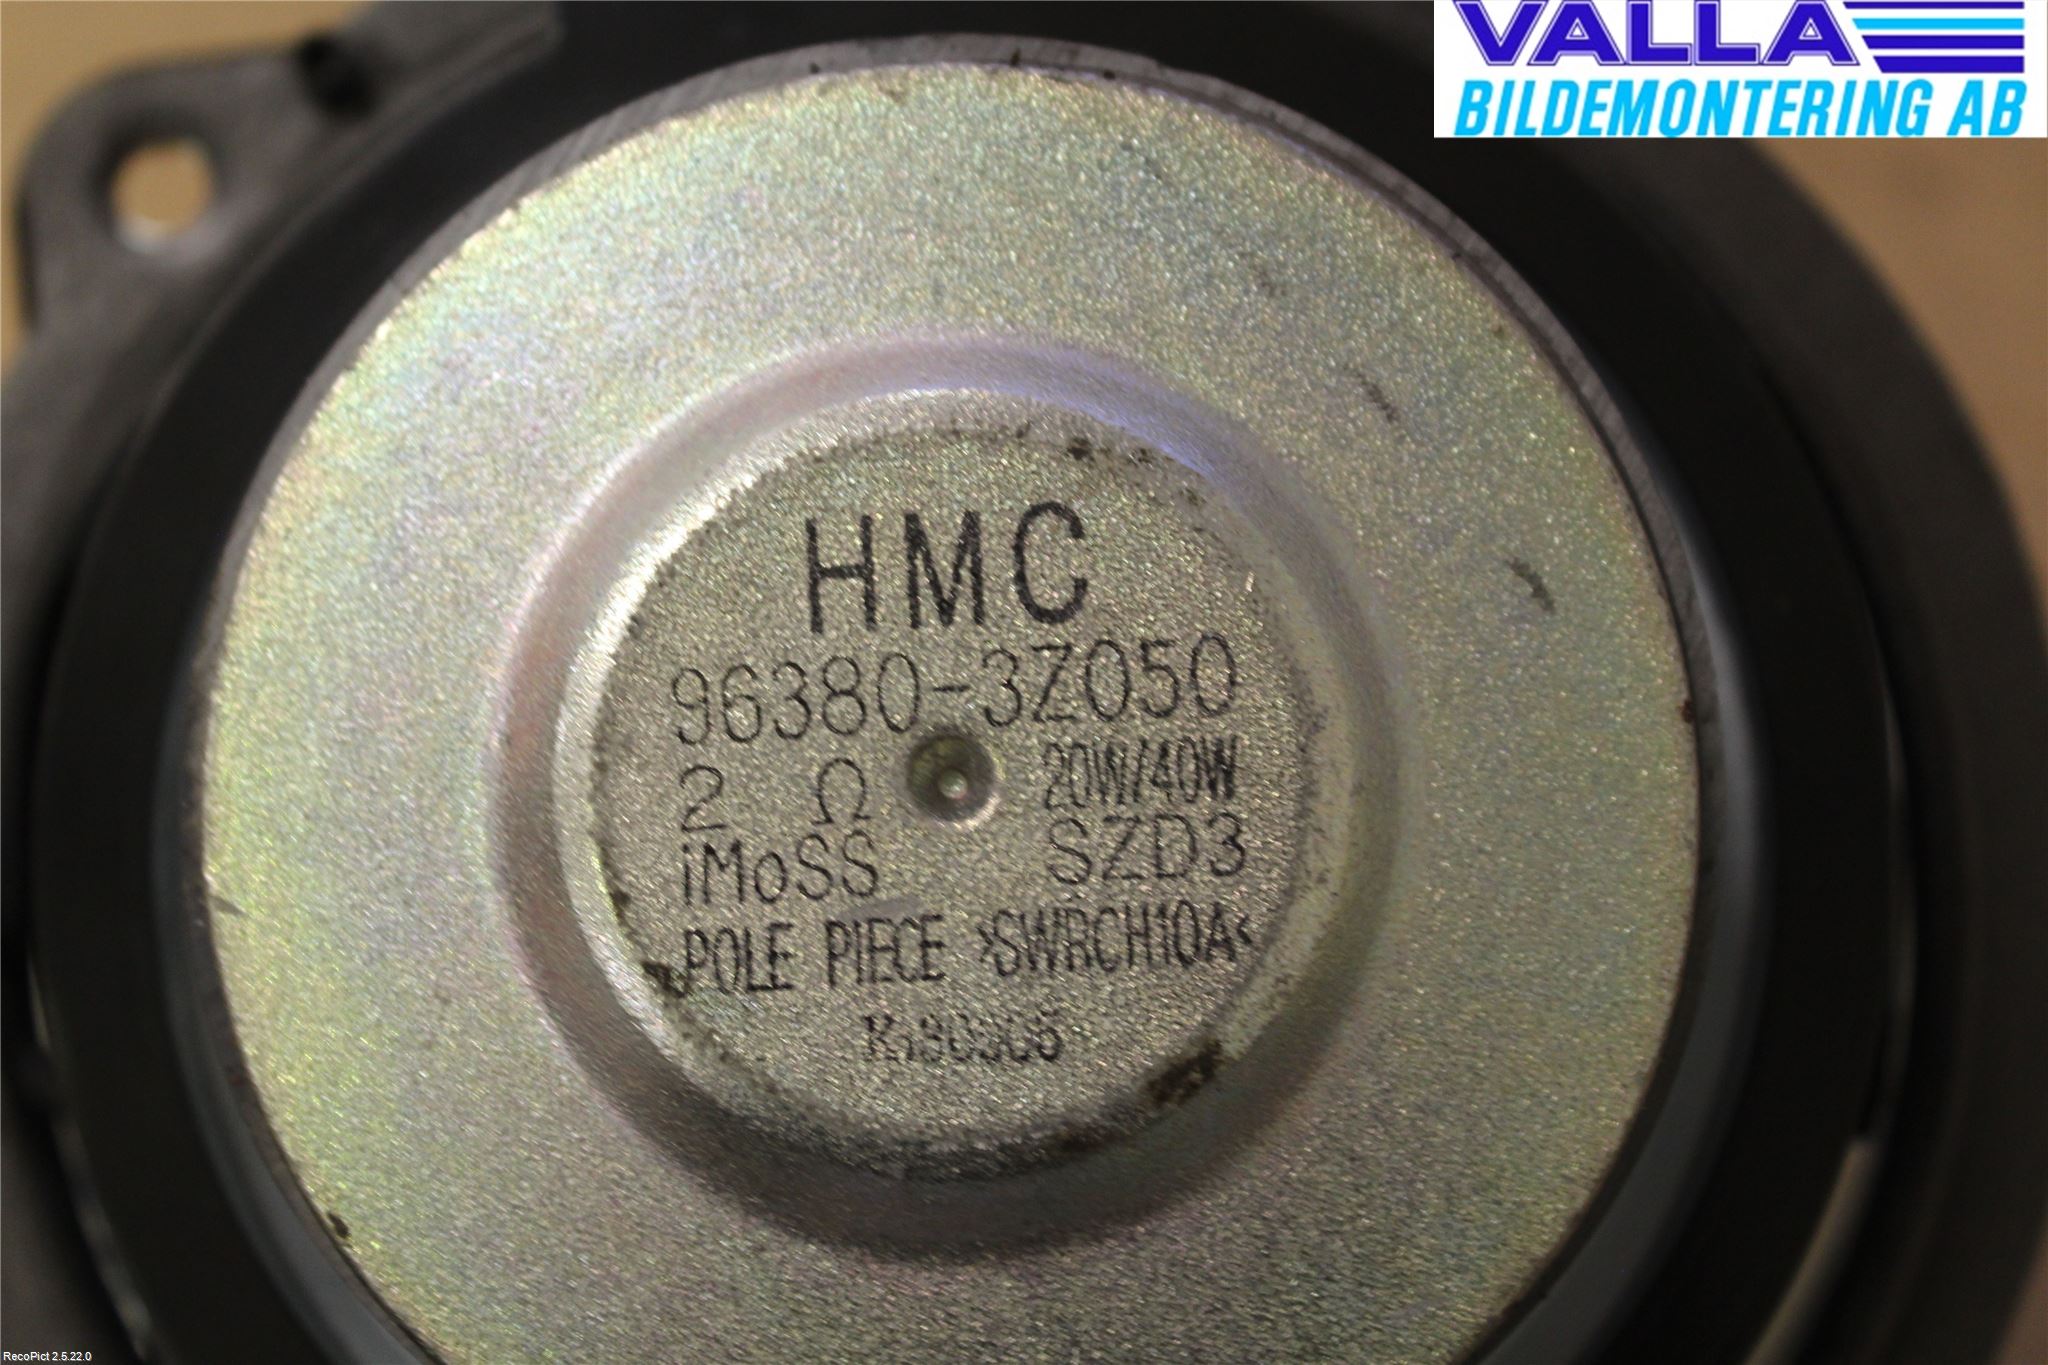 VALLA
BILDEMONTERING AB
HMC
96380-3Z050
2 Ω 20W/40W
iMoSS SZD3
POLE PIECE >SWRCH10A<
RecoPict 2.5.22.0